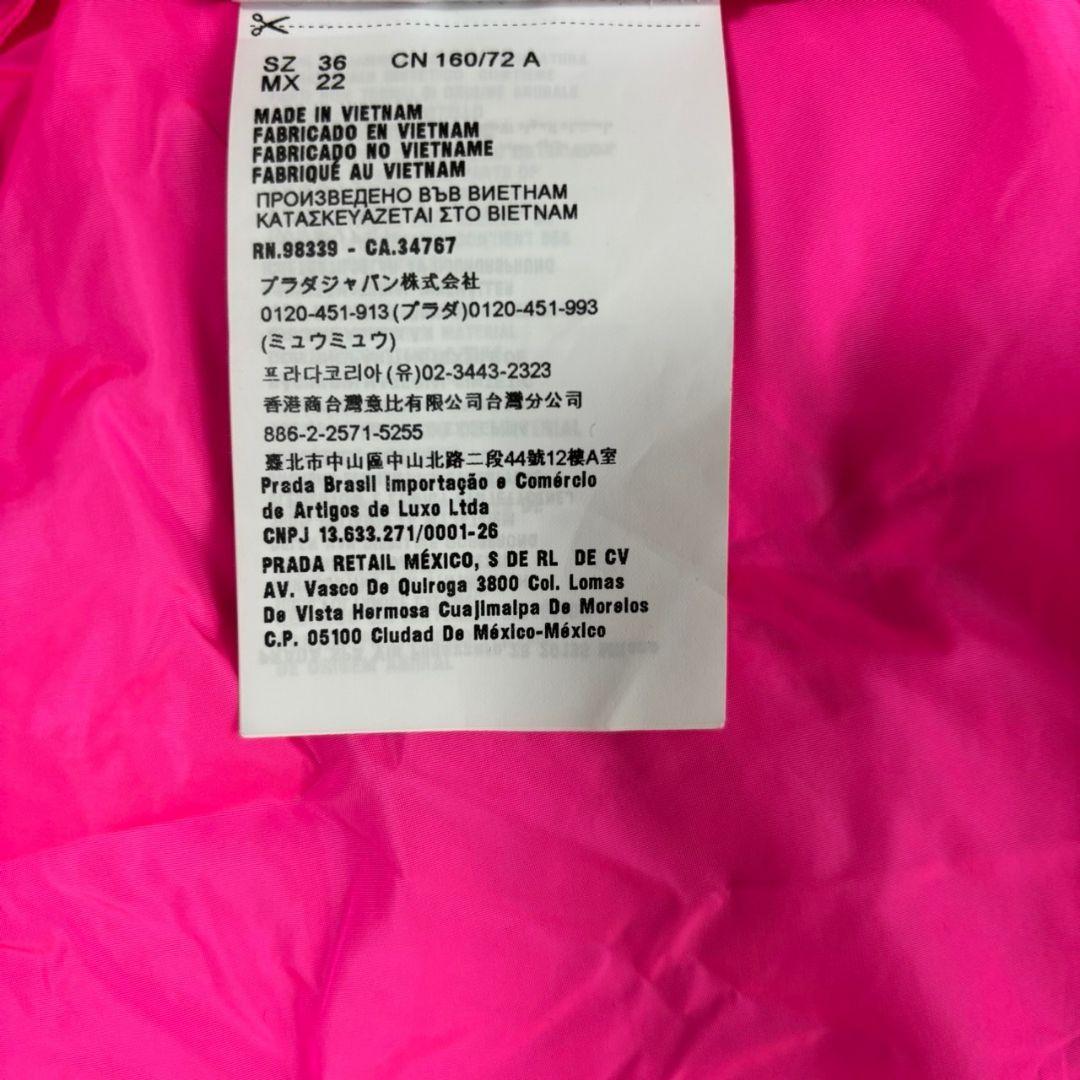 SZ 36 CN 160/72 A
MX 22
MADE IN VIETNAM
FABRICADO EN VIETNAM
FABRICADO NO VIETNAME
FABRIQUÉ AU VIETNAM
ПРОИЗВЕДЕНО ВЪВ ВИЕТНАМ
ΚΑΤΑΣΚΕΥΑΖΕΤΑΙ ΣΤΟ ΒΙΕΤΝΑΜ
RN.98339 - CA.34767
プラダジャパン株式会社
0120-451-913(プラダ)0120-451-993
(ミュウミュウ)
프라다코리아(유)02-3443-2323
香港商台灣意比有限公司台灣分公司
886-2-2571-5255
臺北市中山區中山北路二段44號12樓A室
Prada Brasil Importação e Comércio
de Artigos de Luxo Ltda
CNPJ 13.633.271/0001-26
PRADA RETAIL MÉXICO, S DE RL DE CV
AV. Vasco De Quiroga 3800 Col. Lomas
De Vista Hermosa Cuajimalpa De Morelos
C.P. 05100 Ciudad De México-México